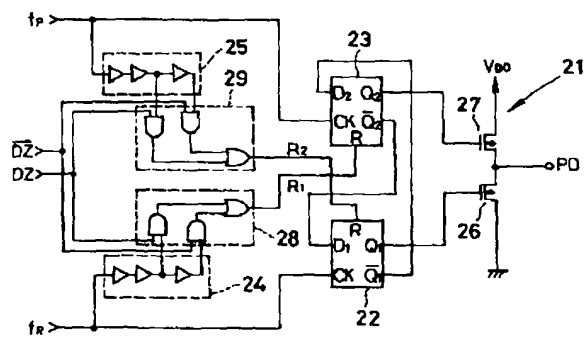 fP
25
29
23
21
VDD
D2 Q2
27
CK Q̅2
R
D̅Z̅
DZ
R2
R1
PD
28
26
R
D1 Q1
CK Q̅1
24
22
fR